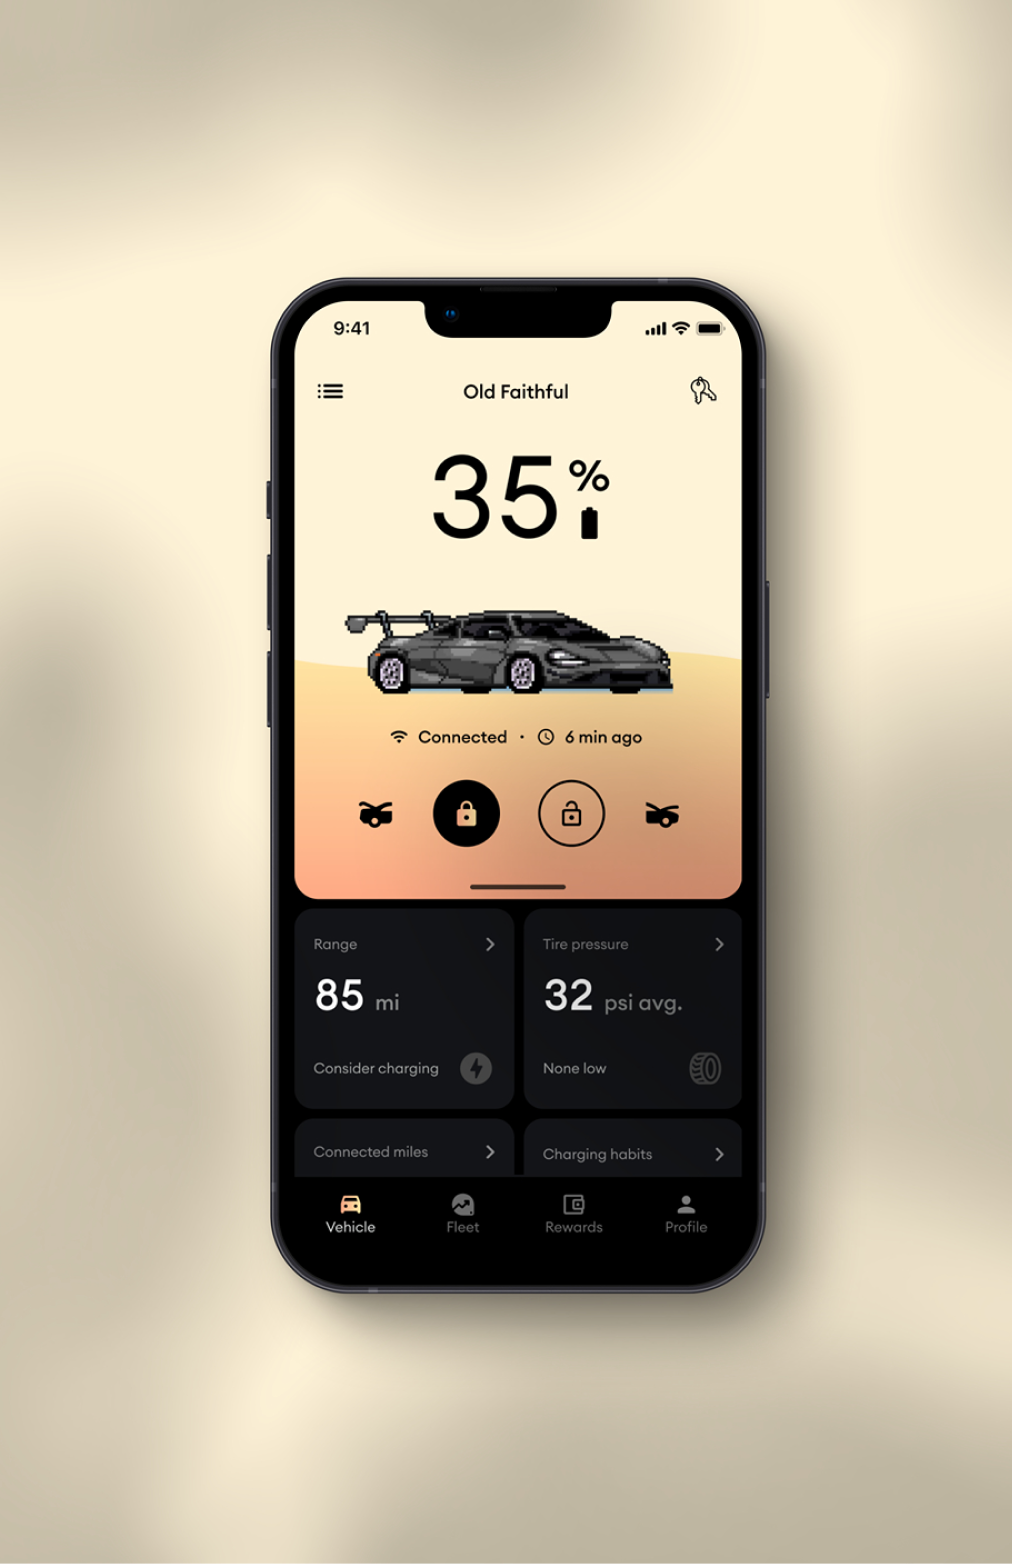 9:41
Old Faithful
35%
Connected · 6 min ago
Range
Tire pressure
85 mi
32 psi avg.
Consider charging
None low
Connected miles
Charging habits
Vehicle
Fleet
Rewards
Profile